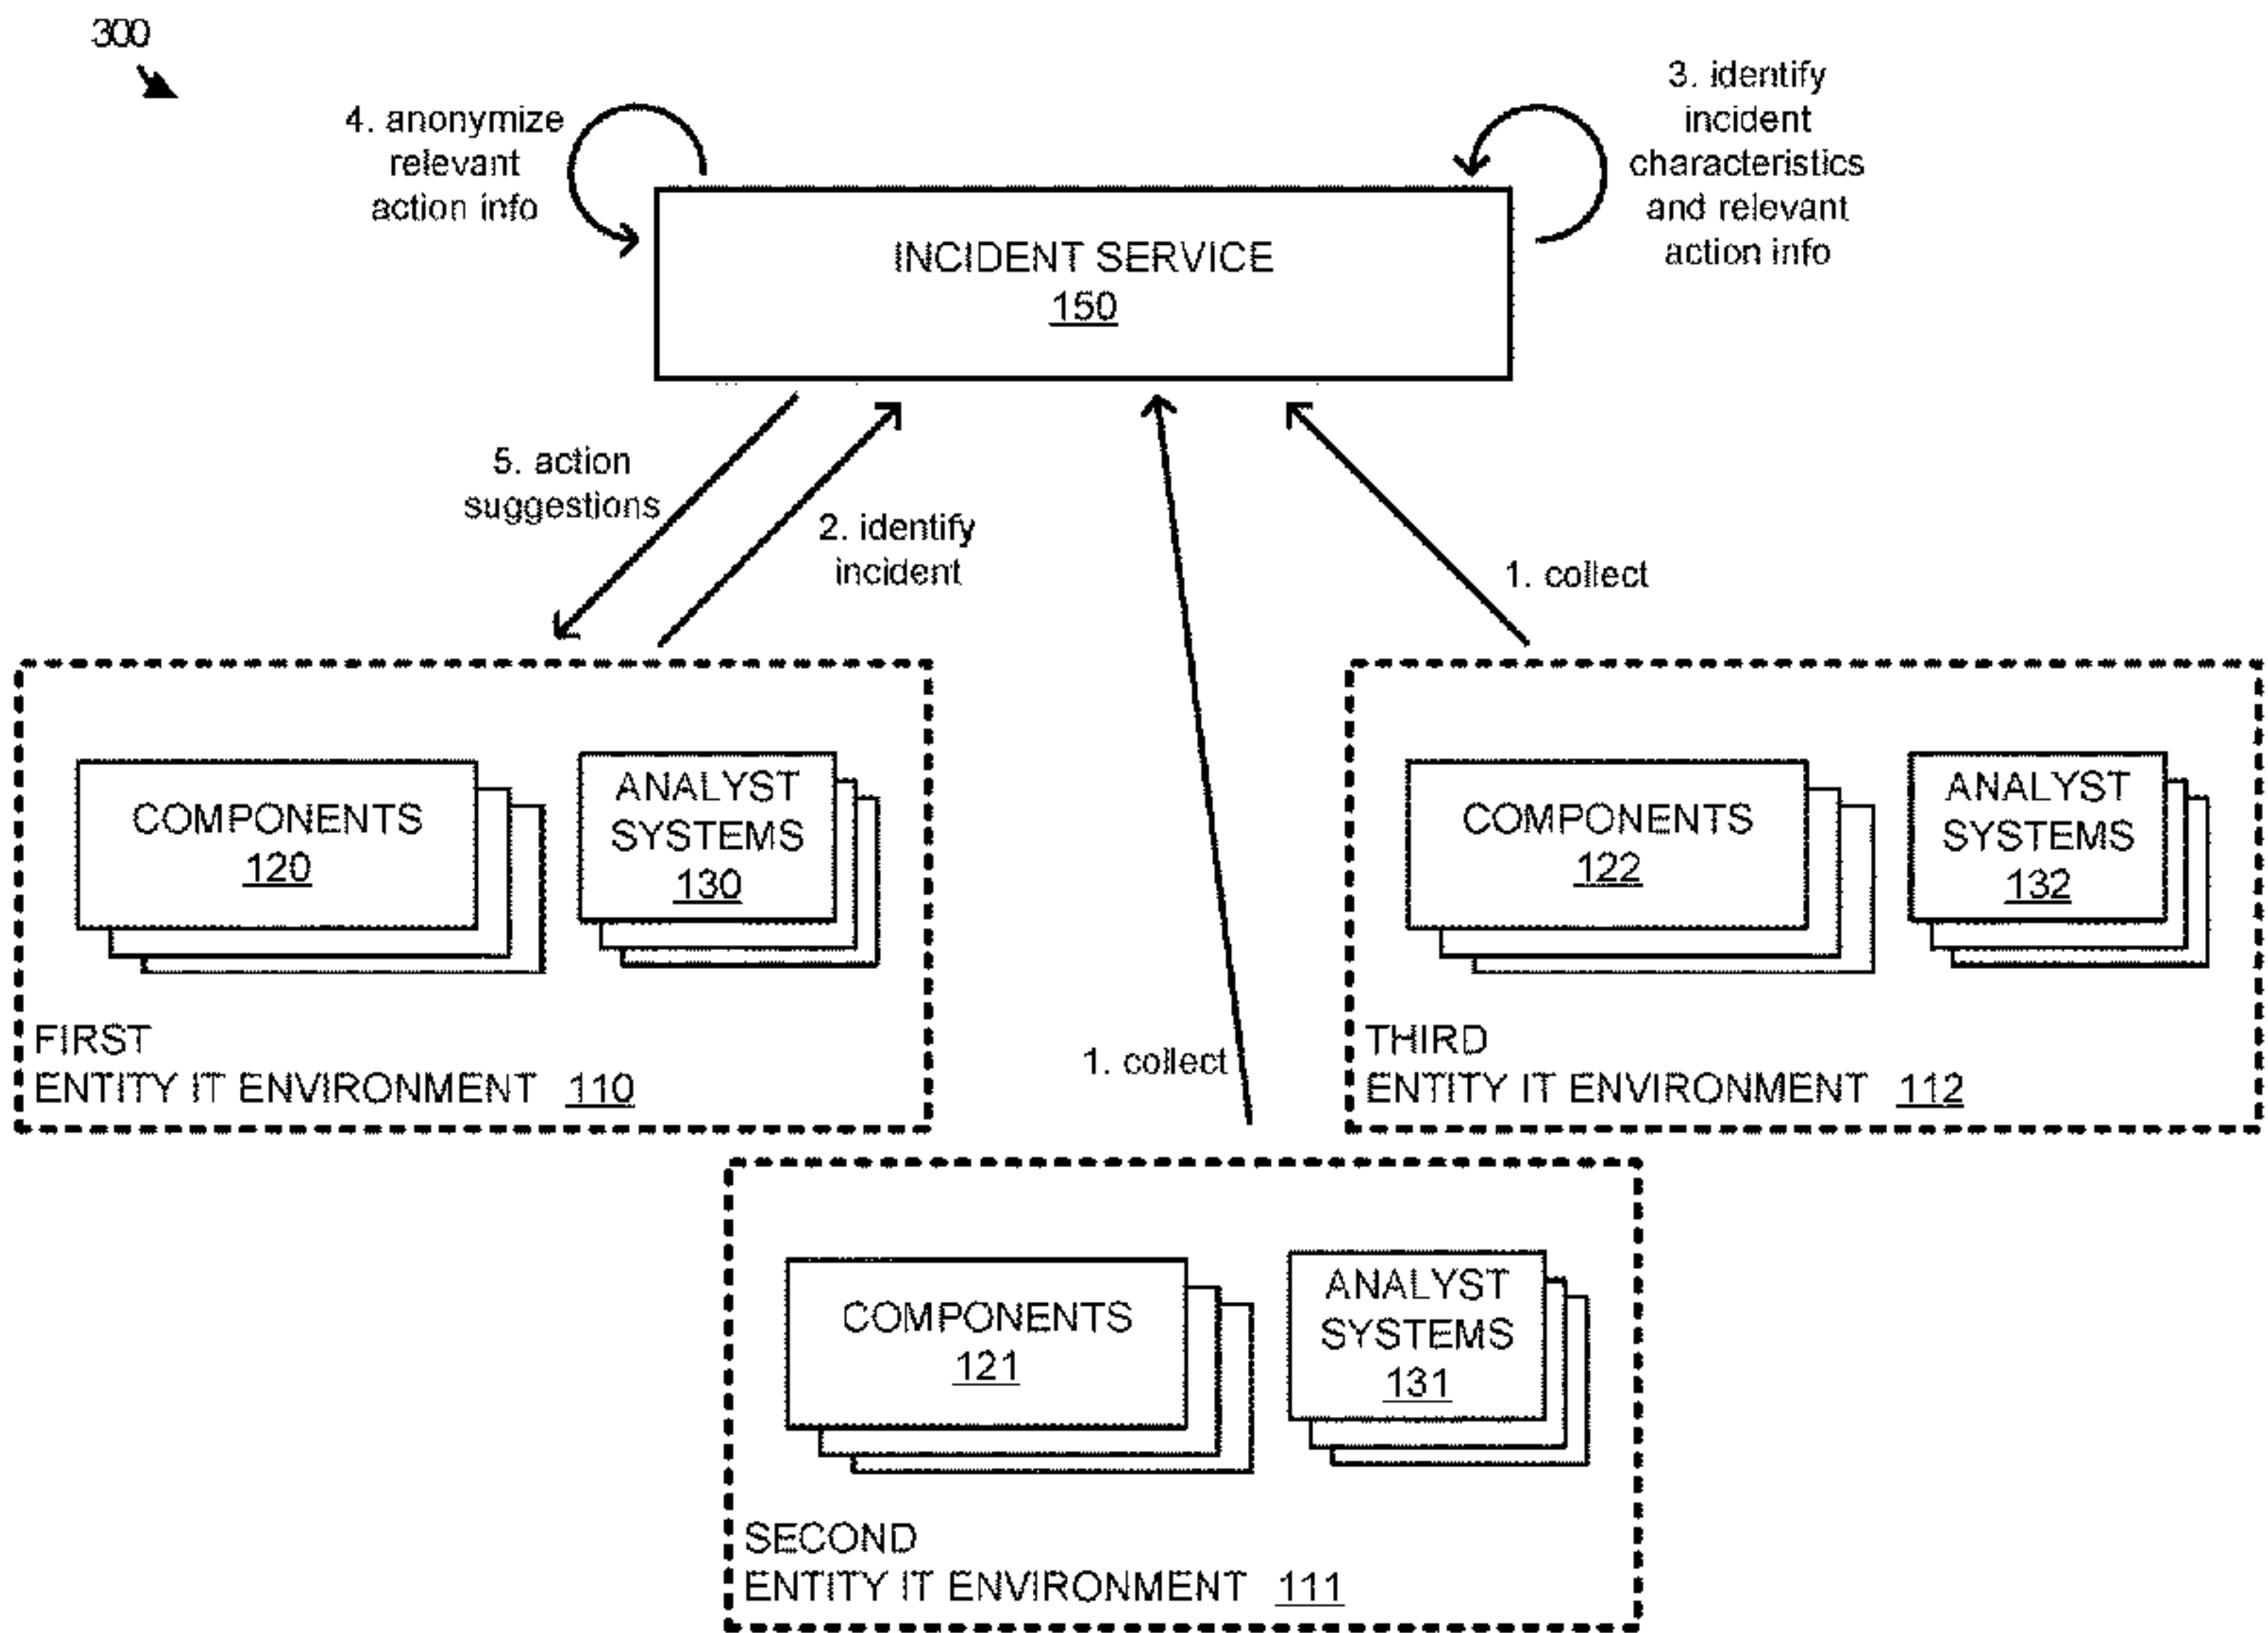 300
4. anonymize
relevant
action info
3. identify
incident
characteristics
and relevant
action info
INCIDENT SERVICE
150
5. action
suggestions
2. identify
incident
1. collect
COMPONENTS
120
ANALYST
SYSTEMS
130
FIRST
ENTITY IT ENVIRONMENT 110
1. collect
COMPONENTS
122
ANALYST
SYSTEMS
132
THIRD
ENTITY IT ENVIRONMENT 112
COMPONENTS
121
ANALYST
SYSTEMS
131
SECOND
ENTITY IT ENVIRONMENT 111